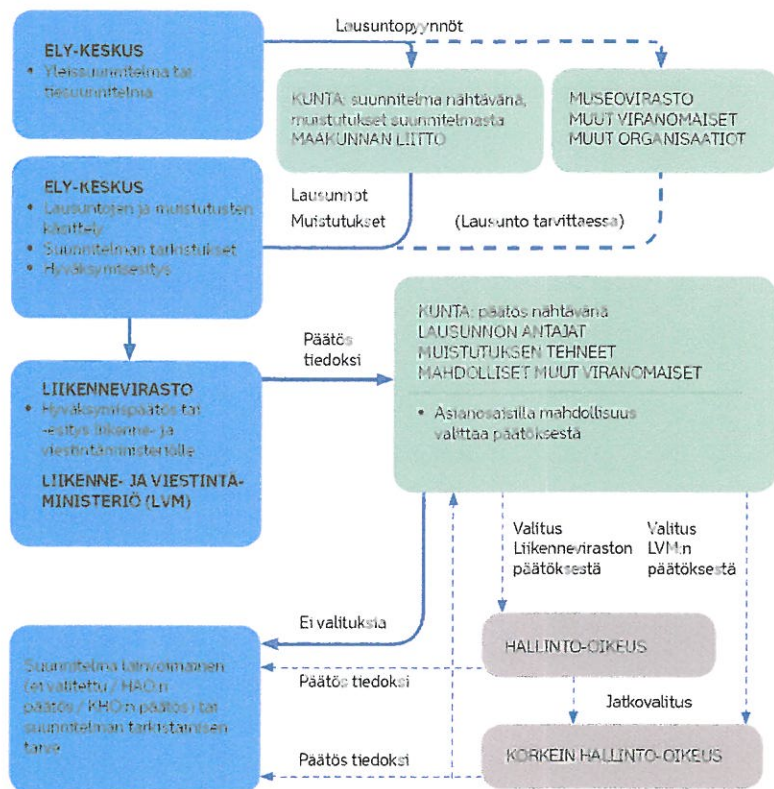 Lausuntopyynnöt
ELY-KESKUS
• Yleissuunnitelma tai
tiesuunnitelma
KUNTA: suunnitelma nähtävänä,
muistutukset suunnitelmasta
MAAKUNNAN LIITTO
MUSEOVIRASTO
MUUT VIRANOMAISET
MUUT ORGANISAATIOT
ELY-KESKUS
• Lausuntojen ja muistutusten
käsittely
• Suunnitelman tarkistukset
• Hyväksymisesitys
Lausunnot
Muistutukset
(Lausunto tarvittaessa)
Päätös
tiedoksi
KUNTA: päätös nähtävänä
LAUSUNNON ANTAJAT
MUISTUTUKSEN TEHNEET
MAHDOLLISET MUUT VIRANOMAISET
• Asianosaisilla mahdollisuus
valittaa päätöksestä
LIIKENNEVIRASTO
• Hyväksymispäätös tai
-esitys liikenne- ja
viestintäministeriölle
LIIKENNE- JA VIESTINTÄ-
MINISTERIÖ (LVM)
Valitus
Liikenneviraston
päätöksestä
Valitus
LVM:n
päätöksestä
Ei valituksia
Suunnitelma lainvoimainen
(ei valitettu / HAO:n
päätös / KHO:n päätös) tai
suunnitelman tarkistamisen
tarve
HALLINTO-OIKEUS
Päätös tiedoksi
Jatkovalitus
Päätös tiedoksi
KORKEIN HALLINTO-OIKEUS